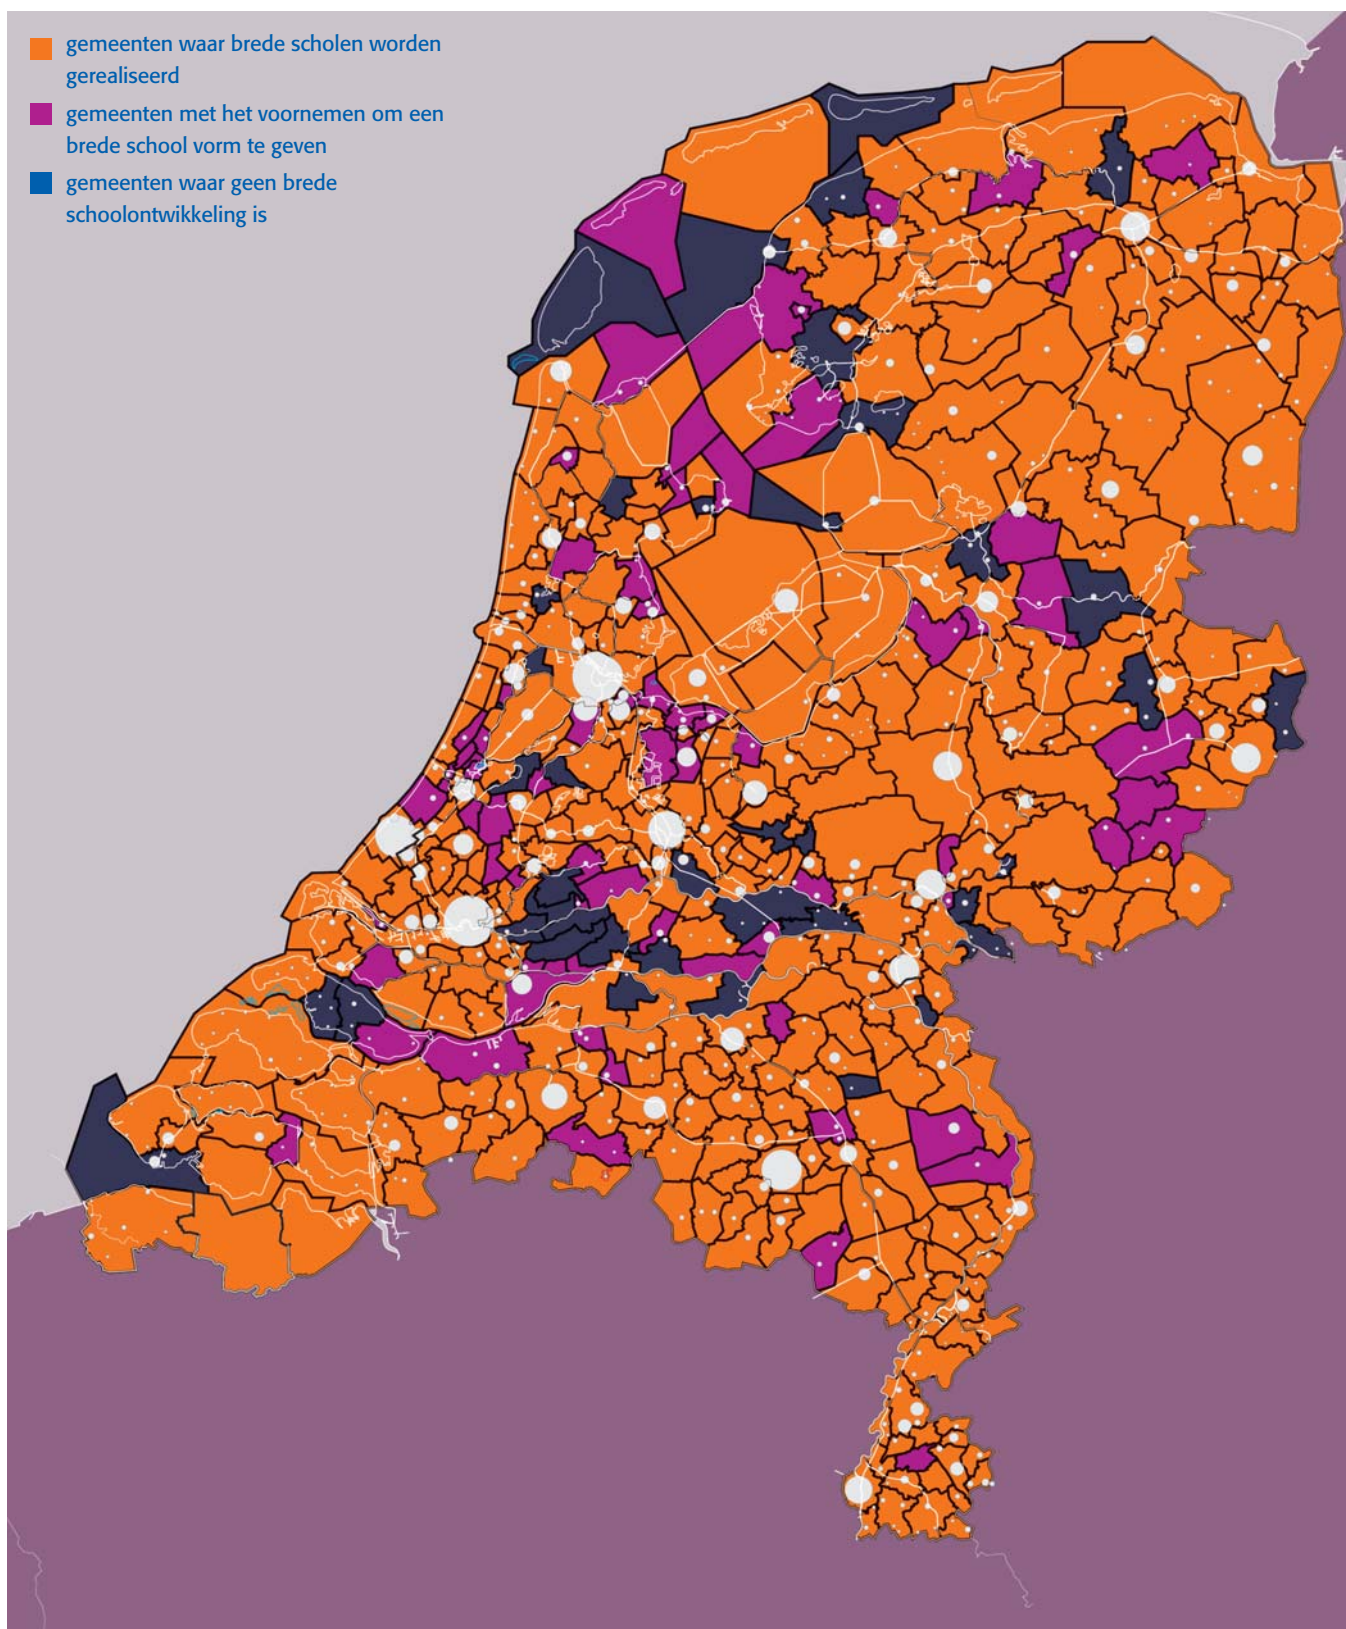 gemeenten waar brede scholen worden
gerealiseerd
gemeenten met het voornemen om een
brede school vorm te geven
gemeenten waar geen brede
schoolontwikkeling is